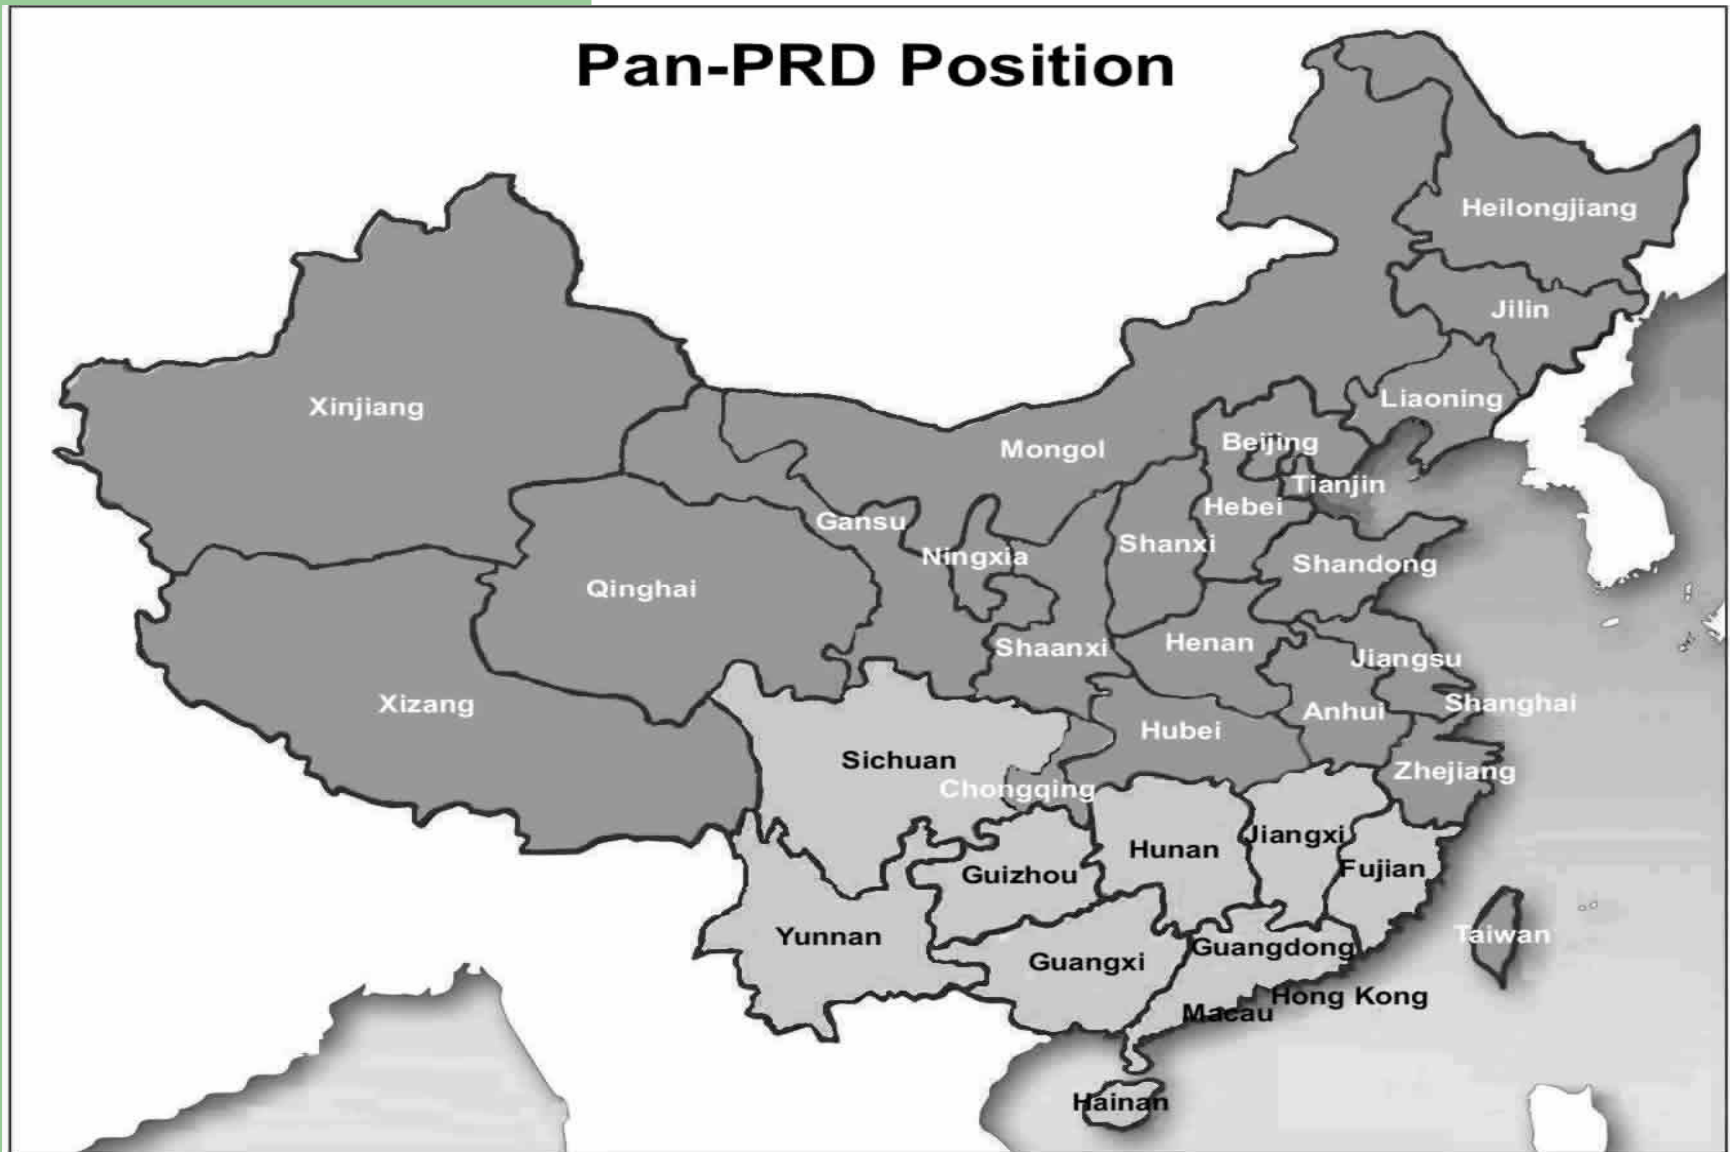 Pan-PRD Position
Heilongjiang
Jilin
Liaoning
Xinjiang
Mongol
Beijing
Tianjin
Hebei
Gansu
Ningxia
Shanxi
Shandong
Qinghai
Shaanxi
Henan
Jiangsu
Xizang
Shanghai
Anhui
Hubei
Sichuan
Zhejiang
Chongqing
Jiangxi
Hunan
Fujian
Guizhou
Yunnan
Taiwan
Guangdong
Guangxi
Hong Kong
Macau
Hainan